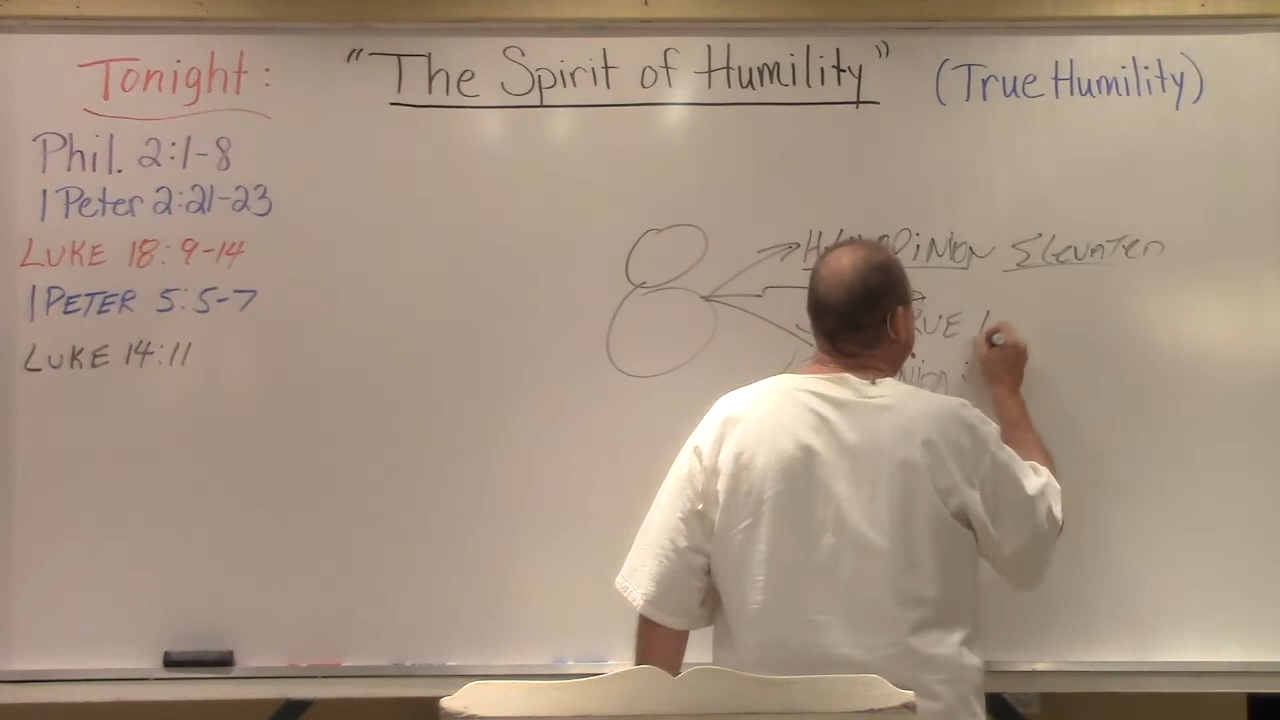 Tonight: "The Spirit of Humility" (True Humility)
Phil. 2:1-8
1 Peter 2:21-23
LUKE 18:9-14
1 PETER 5:5-7
LUKE 14:11
ELEVATED